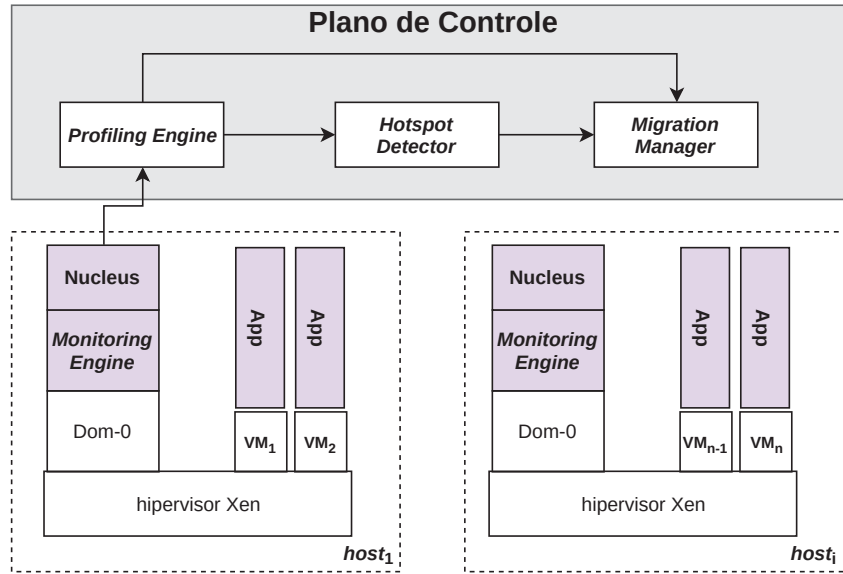 Plano de Controle
Profiling Engine
Hotspot
Detector
Migration
Manager
Nucleus
Monitoring
Engine
Dom-0
App
App
VM1
VM2
hipervisor Xen
host1
Nucleus
Monitoring
Engine
Dom-0
App
App
VMn-1
VMn
hipervisor Xen
hosti